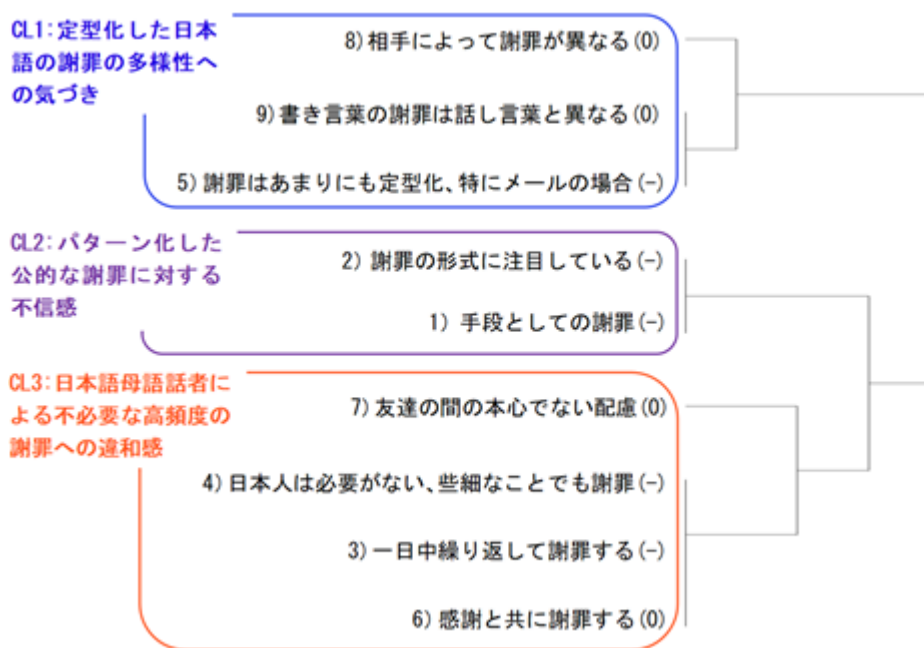 CL1:定型化した日本
語の謝罪の多様性へ
の気づき
8)相手によって謝罪が異なる(0)
9)書き言葉の謝罪は話し言葉と異なる(0)
5)謝罪はあまりにも定型化、特にメールの場合(-)
CL2:パターン化した
公的な謝罪に対する
不信感
2)謝罪の形式に注目している(-)
1)手段としての謝罪(-)
CL3:日本語母語話者に
よる不必要な高頻度の
謝罪への違和感
7)友達の間の本心でない配慮(0)
4)日本人は必要がない、些細なことでも謝罪(-)
3)一日中繰り返して謝罪する(-)
6)感謝と共に謝罪する(0)